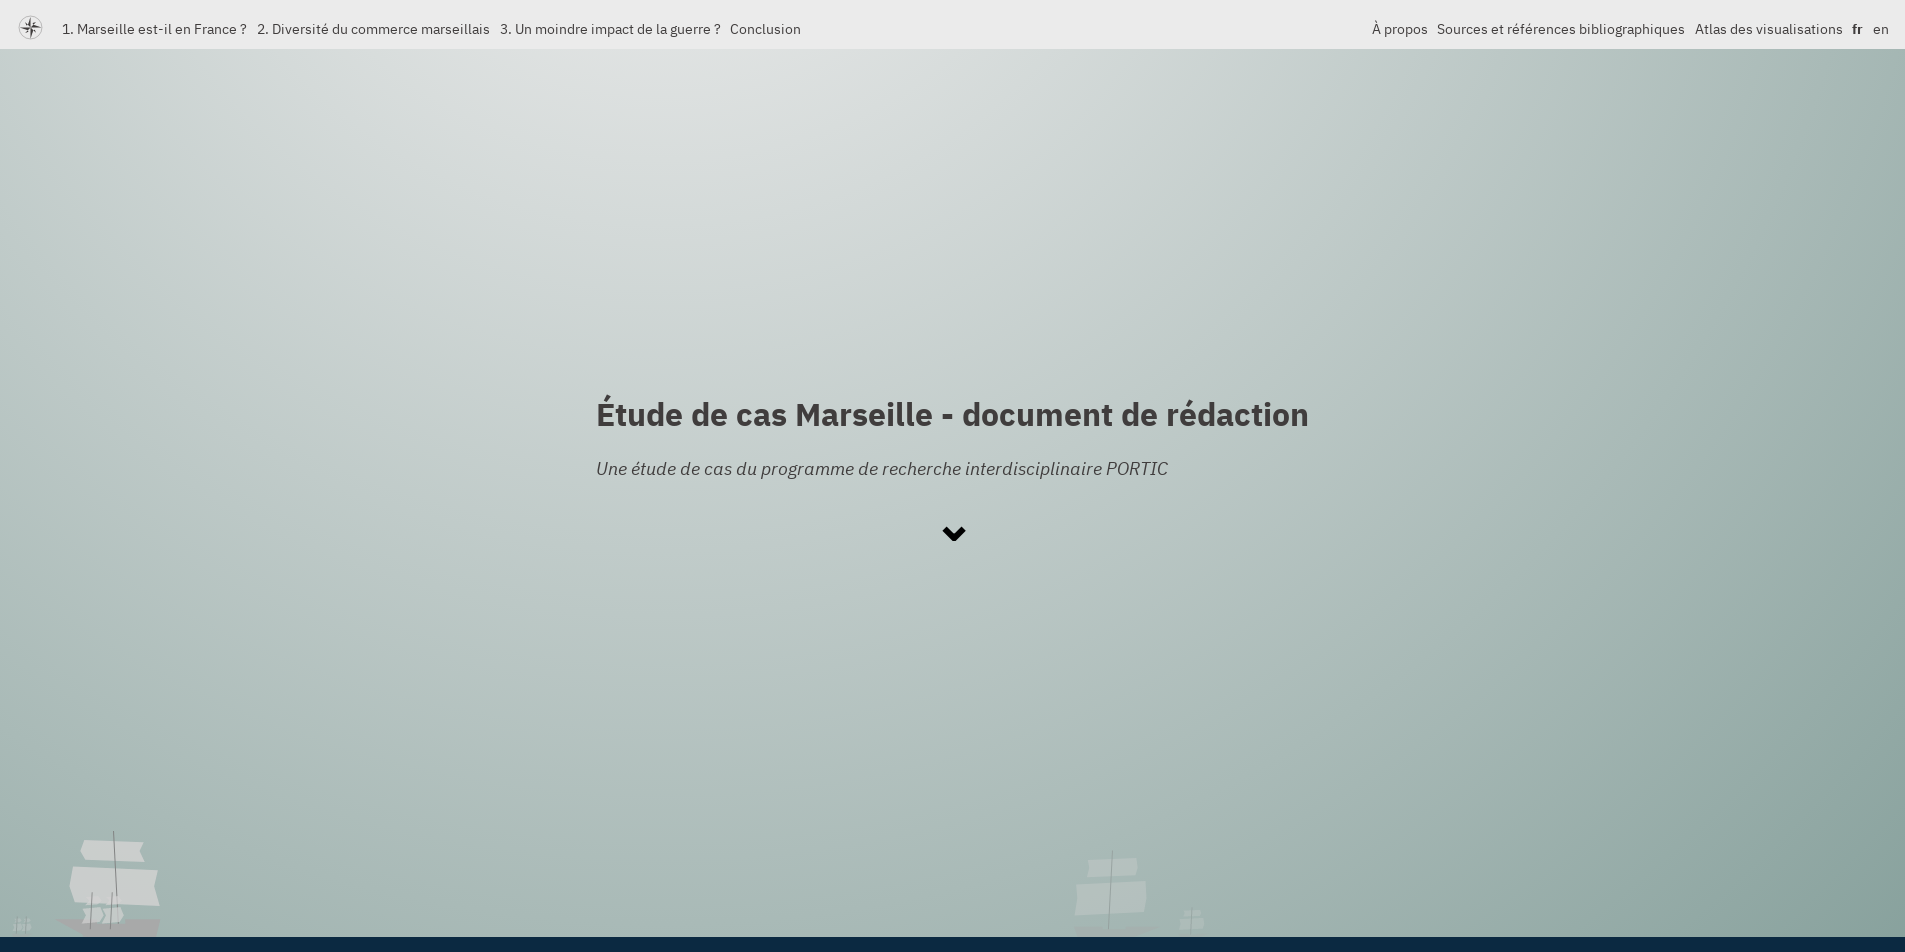 1. Marseille est-il en France ? 2. Diversité du commerce marseillais 3. Un moindre impact de la guerre ? Conclusion À propos Sources et références bibliographiques Atlas des visualisations fr en
Étude de cas Marseille - document de rédaction
Une étude de cas du programme de recherche interdisciplinaire PORTIC